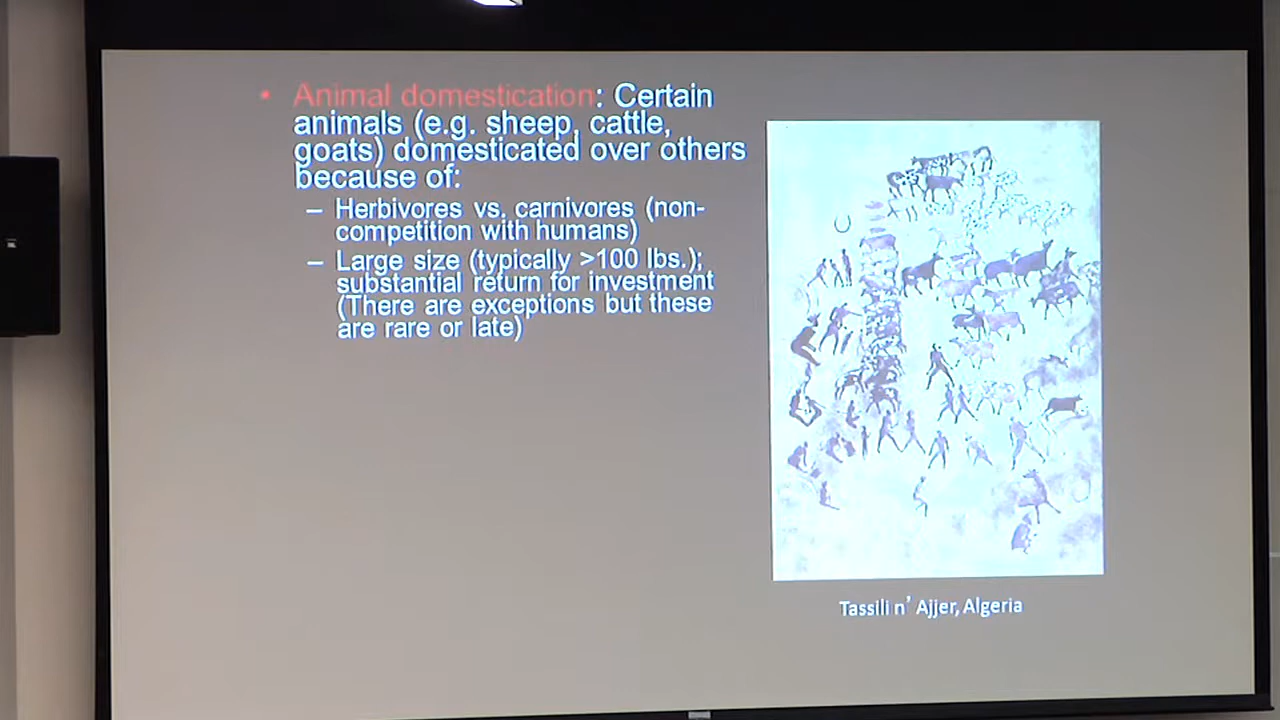 • Animal domestication: Certain
animals (e.g. sheep, cattle,
goats) domesticated over others
because of:
– Herbivores vs. carnivores (non-
competition with humans)
– Large size (typically >100 lbs.);
substantial return for investment
(There are exceptions but these
are rare or late)
Tassili n’ Ajjer, Algeria